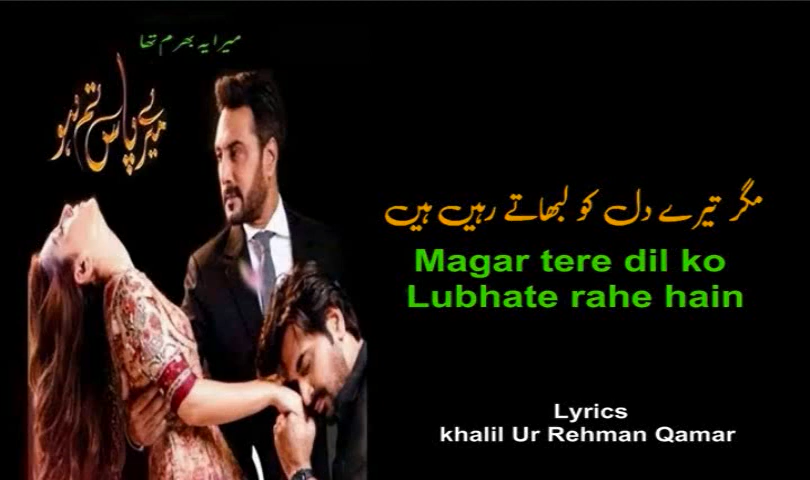 میرا یہ بھرم تھا
میرے پاس تم ہو
مگر تیرے دل کو لبھاتے رہیں ہیں
Magar tere dil ko
Lubhate rahe hain
Lyrics
khalil Ur Rehman Qamar